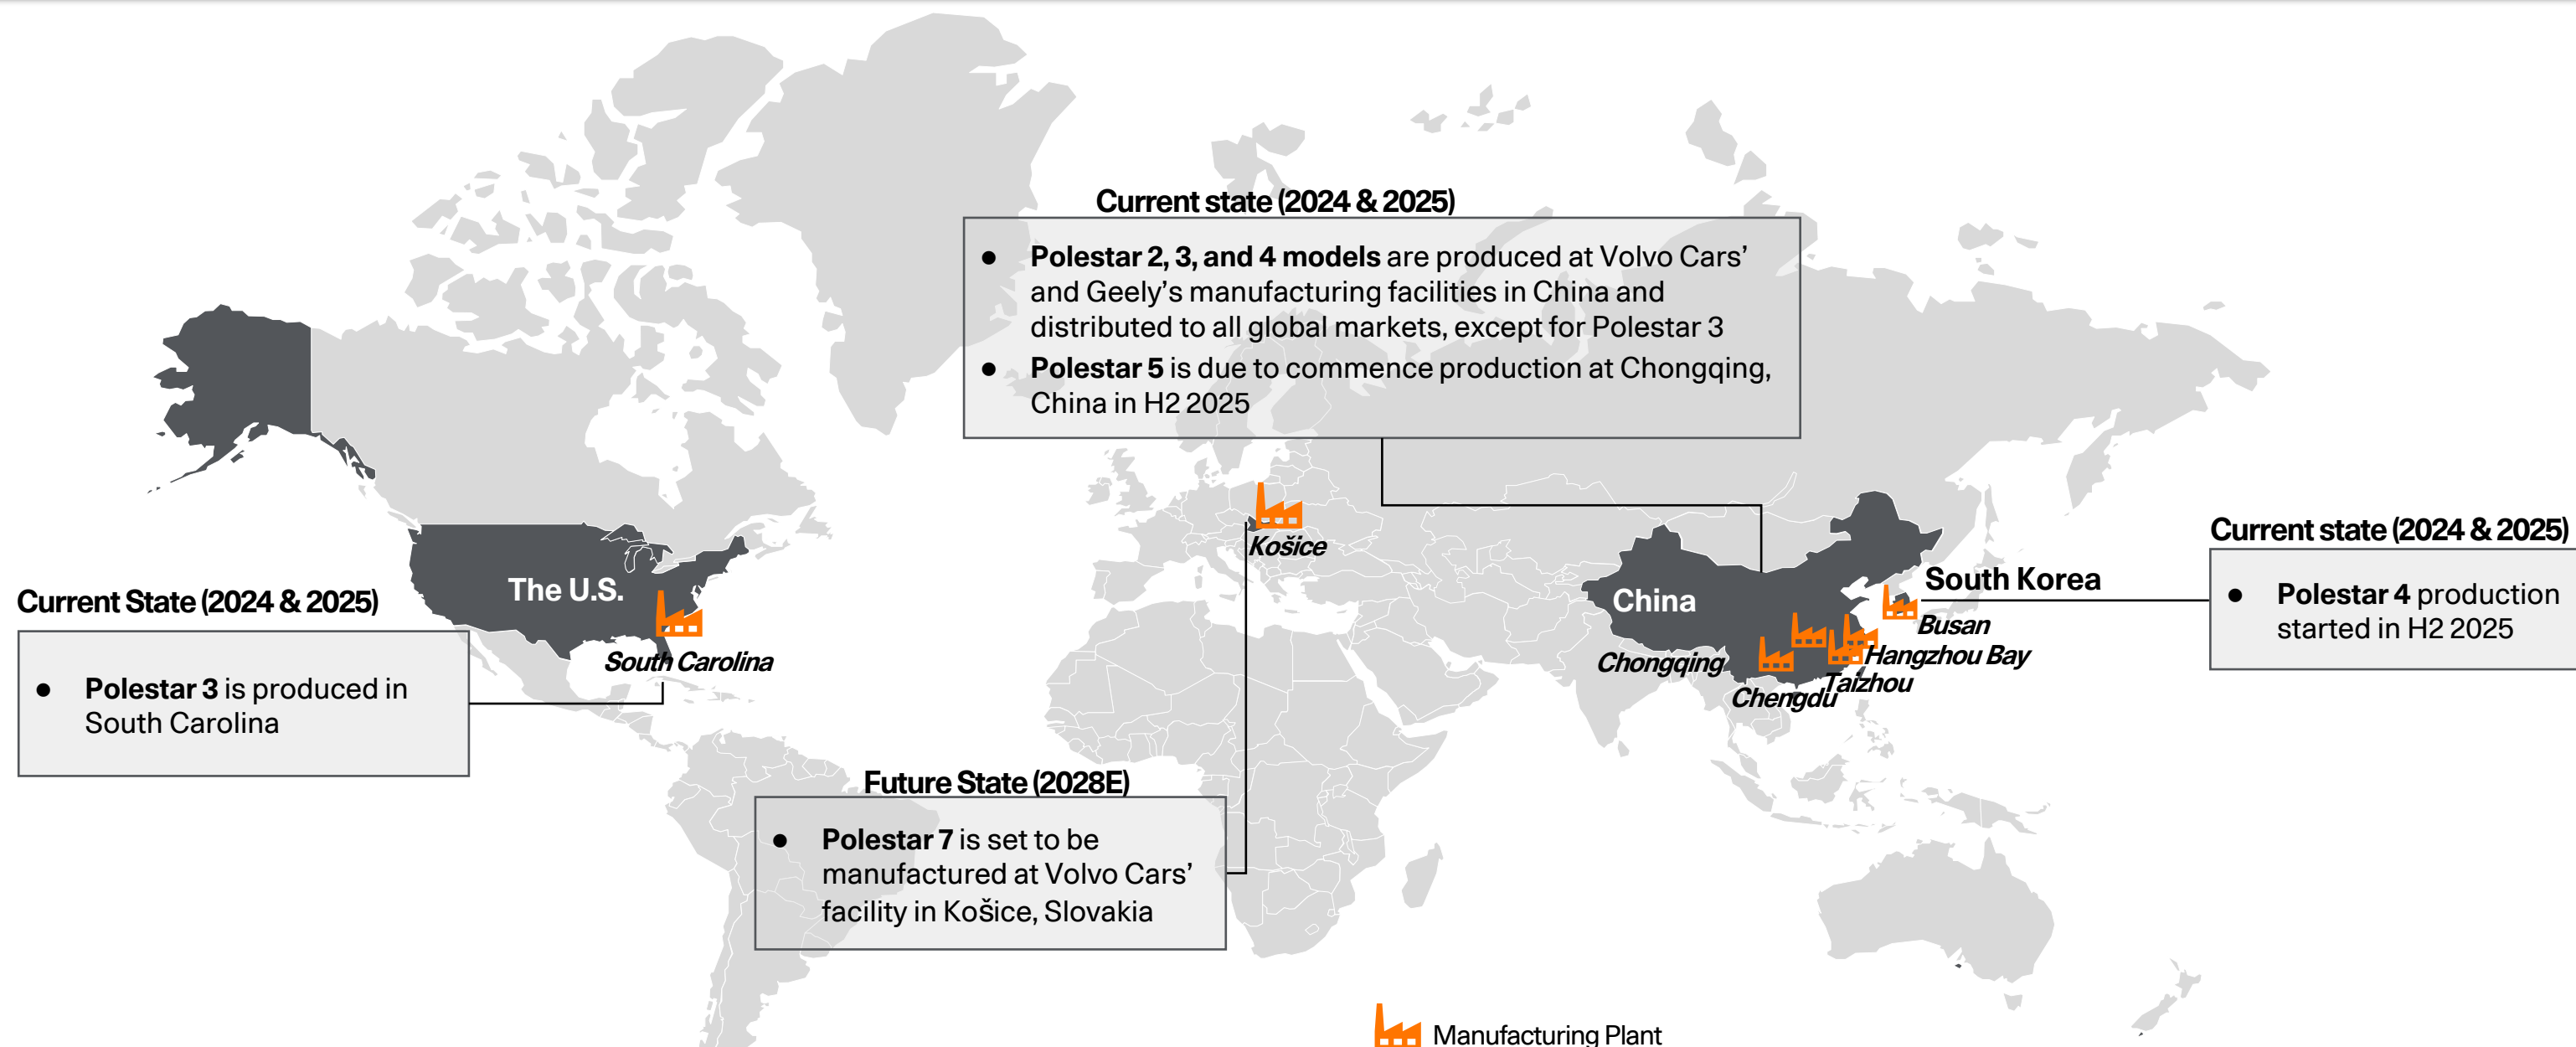 Current state (2024 & 2025)
● Polestar 2, 3, and 4 models are produced at Volvo Cars’
and Geely’s manufacturing facilities in China and
distributed to all global markets, except for Polestar 3
● Polestar 5 is due to commence production at Chongqing,
China in H2 2025
Košice
Current state (2024 & 2025)
● Polestar 4 production
started in H2 2025
South Korea
Busan
China
Hangzhou Bay
Chongqing
Taizhou
Chengdu
The U.S.
South Carolina
Current State (2024 & 2025)
● Polestar 3 is produced in
South Carolina
Future State (2028E)
● Polestar 7 is set to be
manufactured at Volvo Cars’
facility in Košice, Slovakia
Manufacturing Plant